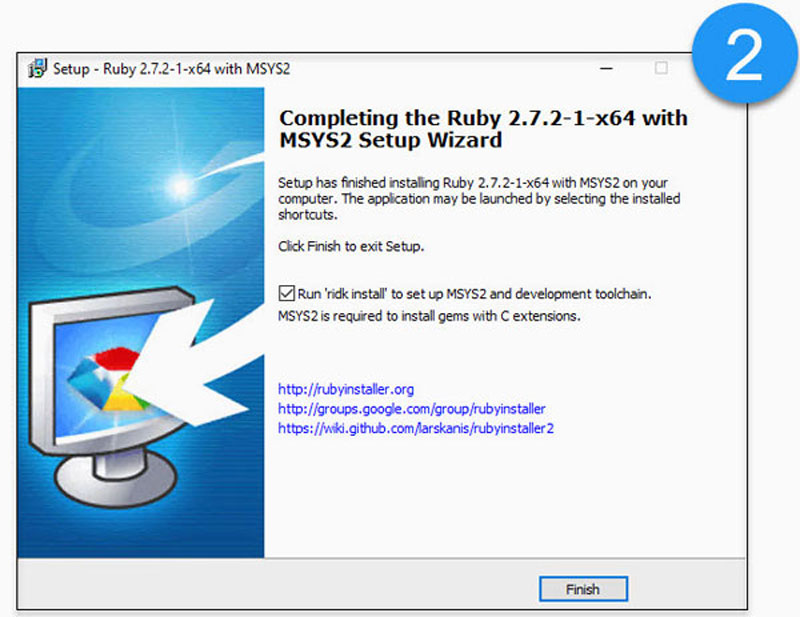 2
Setup - Ruby 2.7.2-1-x64 with MSYS2
Completing the Ruby 2.7.2-1-x64 with
MSYS2 Setup Wizard
Setup has finished installing Ruby 2.7.2-1-x64 with MSYS2 on your
computer. The application may be launched by selecting the installed
shortcuts.
Click Finish to exit Setup.
Run 'ridk install' to set up MSYS2 and development toolchain.
MSYS2 is required to install gems with C extensions.
http://rubyinstaller.org
http://groups.google.com/group/rubyinstaller
https://wiki.github.com/larskanis/rubyinstaller2
Finish